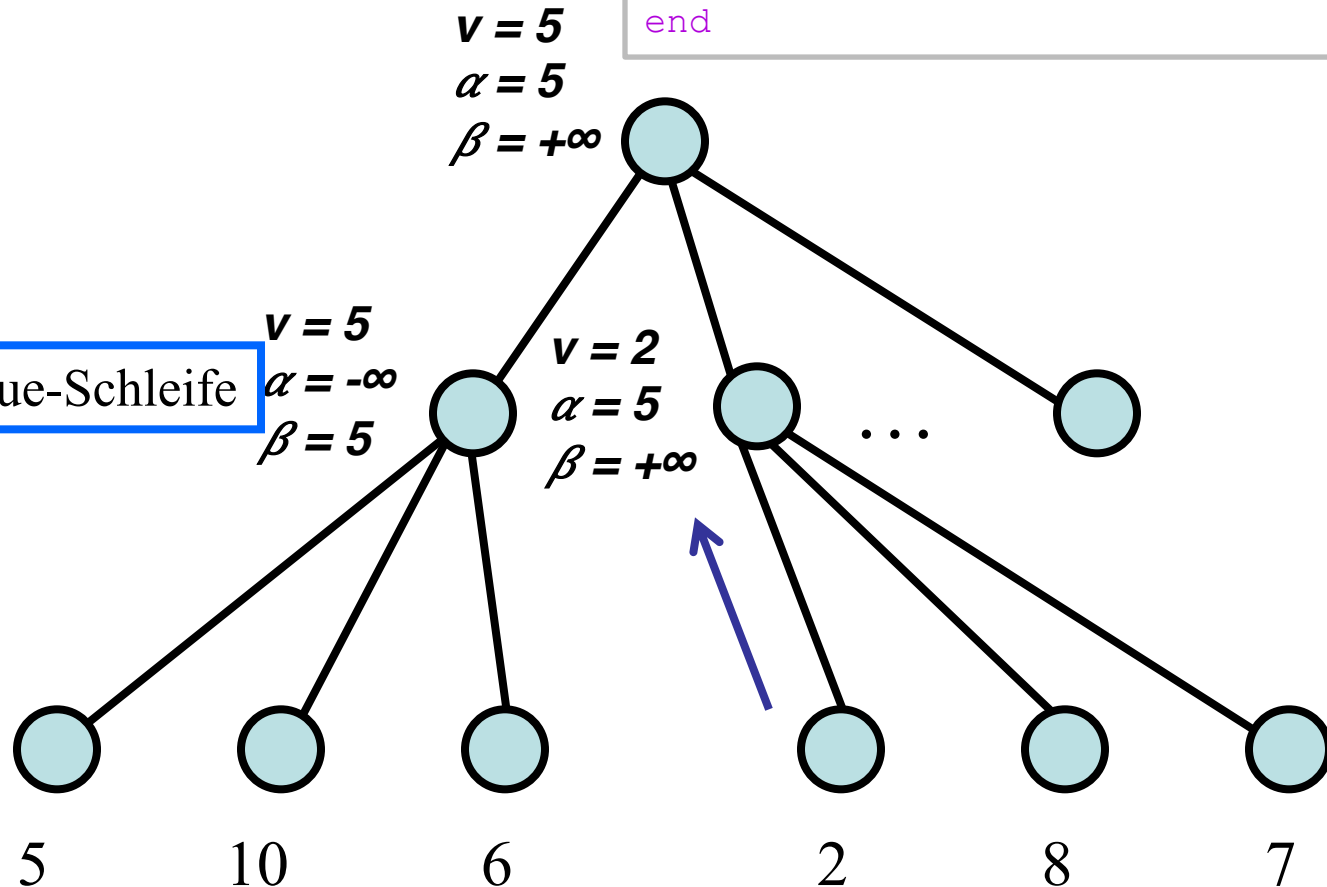 v = 5
α = 5
β = +∞
end
v = 5
α = -∞
β = 5
ue-Schleife
v = 2
α = 5
β = +∞
...
5 10 6 2 8 7